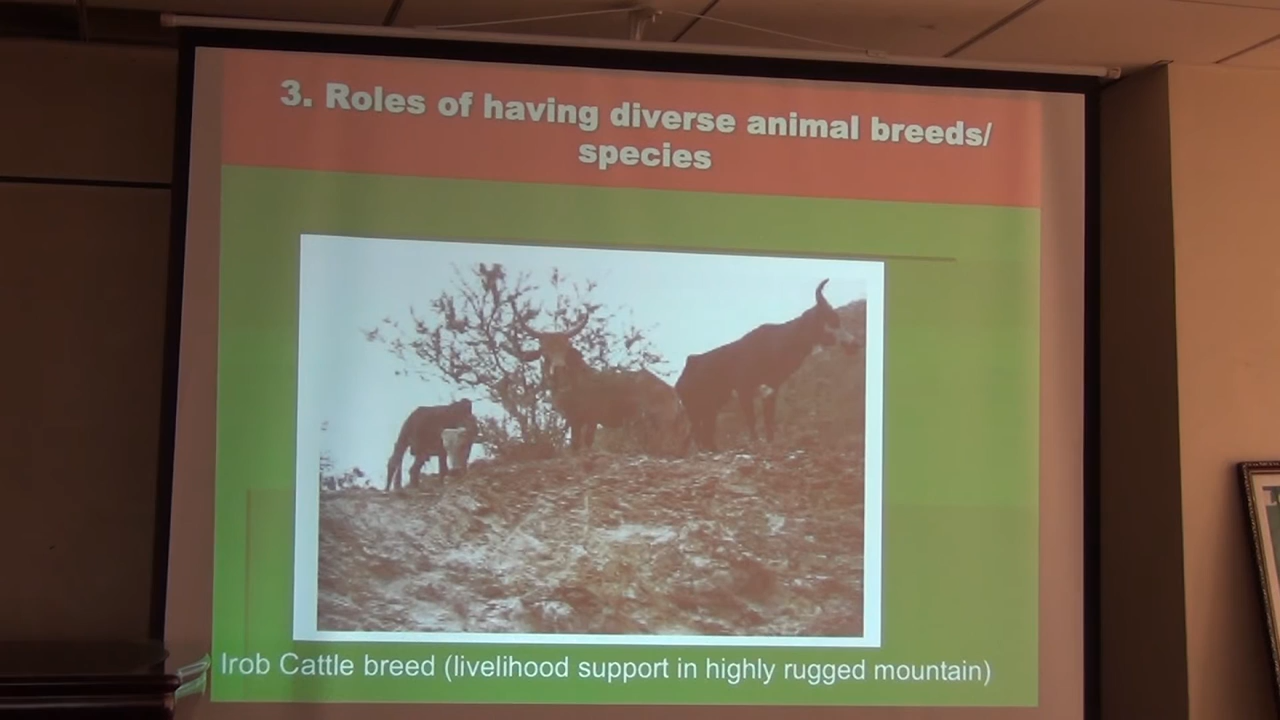 3. Roles of having diverse animal breeds/
species
Irob Cattle breed (livelihood support in highly rugged mountain)